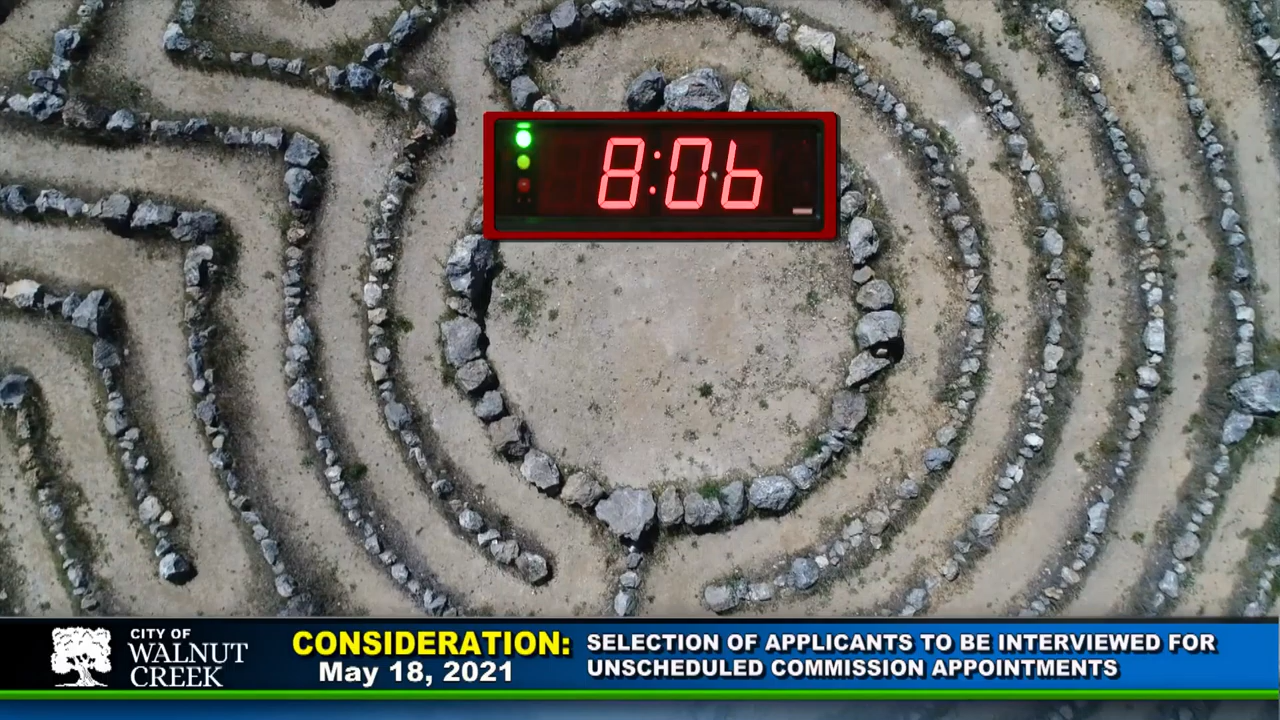 8:06
CITY OF
WALNUT
CREEK
CONSIDERATION:
May 18, 2021
SELECTION OF APPLICANTS TO BE INTERVIEWED FOR
UNSCHEDULED COMMISSION APPOINTMENTS